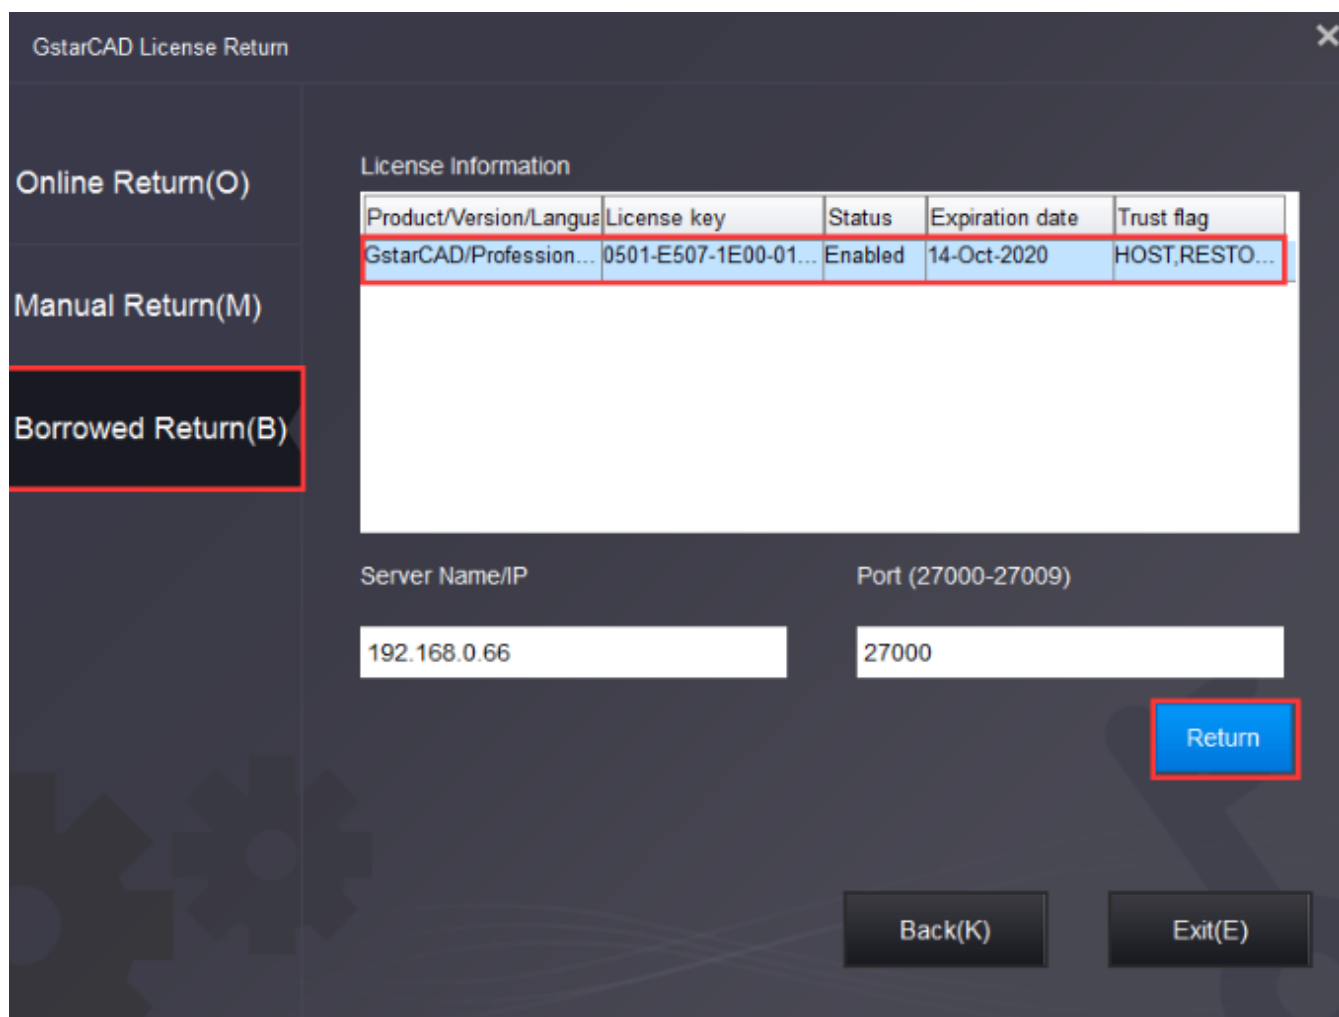 GstarCAD License Return
Online Return(O)
Manual Return(M)
Borrowed Return(B)
License Information
Product/Version/Langua License key Status Expiration date Trust flag
GstarCAD/Profession... 0501-E507-1E00-01... Enabled 14-Oct-2020 HOST,RESTO...
Server Name/IP Port (27000-27009)
192.168.0.66 27000
Return
Back(K) Exit(E)